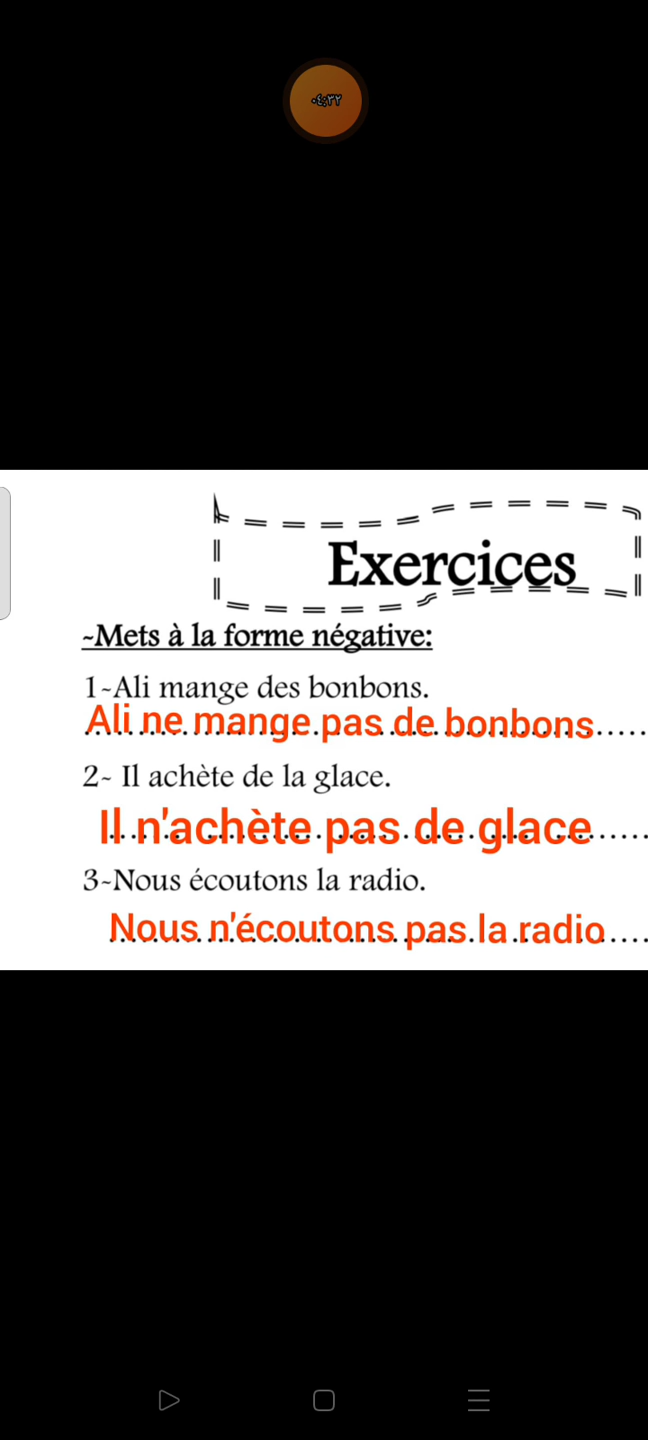 ٠٤:٣٢
Exercices
~Mets à la forme négative:
1~Ali mange des bonbons.
Ali ne mange pas de bonbons
2~ Il achète de la glace.
Il n'achète pas de glace
3~Nous écoutons la radio.
Nous n'écoutons pas la radio